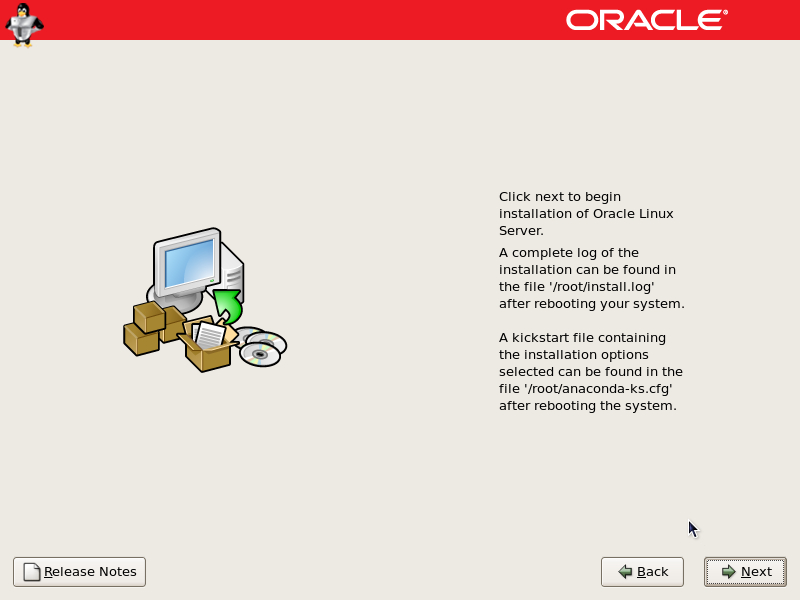 ORACLE®
Click next to begin
installation of Oracle Linux
Server.
A complete log of the
installation can be found in
the file '/root/install.log'
after rebooting your system.
A kickstart file containing
the installation options
selected can be found in the
file '/root/anaconda-ks.cfg'
after rebooting the system.
Release Notes
Back
Next